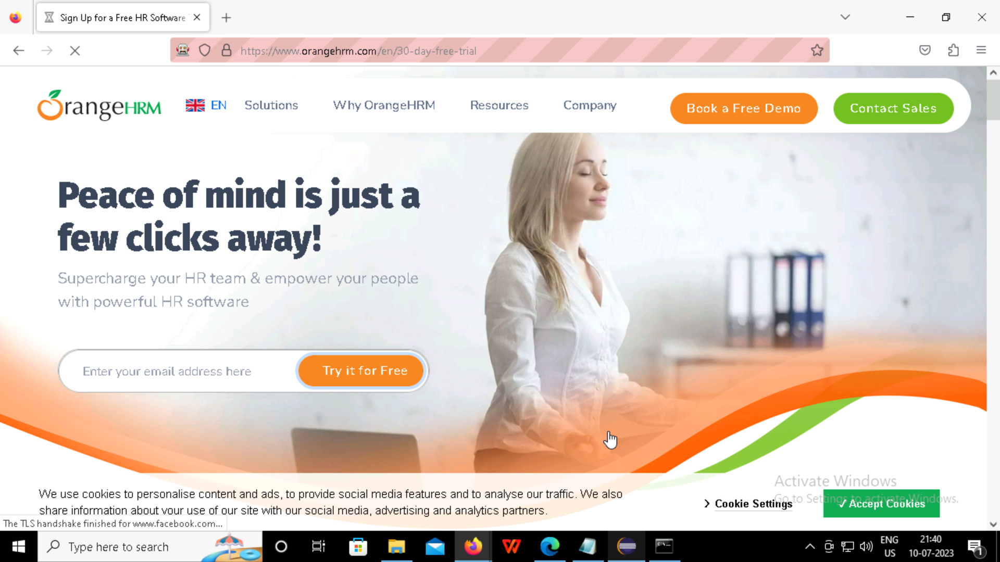 Sign Up for a Free HR Software
https://www.orangehrm.com/en/30-day-free-trial
OrangeHRM
EN
Solutions
Why OrangeHRM
Resources
Company
Book a Free Demo
Contact Sales
Peace of mind is just a
few clicks away!
Supercharge your HR team & empower your people
with powerful HR software
Enter your email address here
Try it for Free
We use cookies to personalise content and ads, to provide social media features and to analyse our traffic. We also
share information about your use of our site with our social media, advertising and analytics partners.
Cookie Settings
✓ Accept Cookies
Activate Windows
Go to Settings to activate Windows.
The TLS handshake finished for www.facebook.com...
Type here to search
ENG
US
21:40
10-07-2023
1